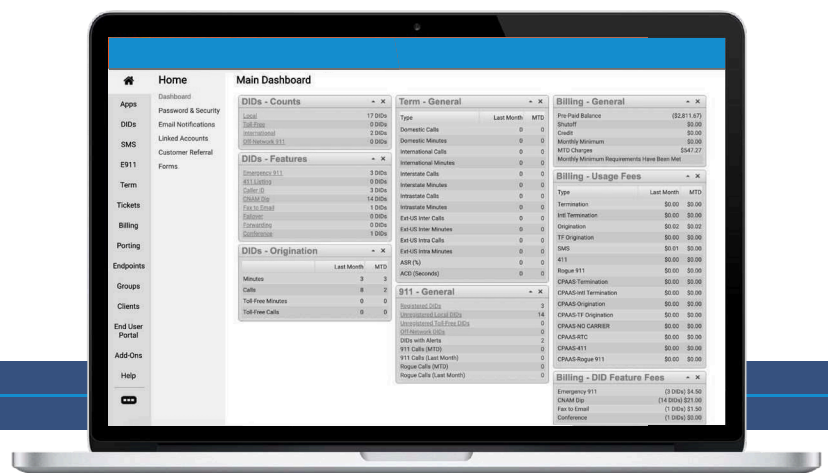 Home
Main Dashboard
Apps
DIDs
SMS
E911
Term
Tickets
Billing
Porting
Endpoints
Groups
Clients
End User
Portal
Add-Ons
Help
Dashboard
Password & Security
Email Notifications
Linked Accounts
Customer Referral
Forms
DIDs - Counts
Local 17 DIDs
Toll-Free 0 DIDs
International 2 DIDs
Off-Network 911 0 DIDs
DIDs - Features
Emergency 911 3 DIDs
411 Listing 0 DIDs
Caller ID 3 DIDs
CNAM Dip 14 DIDs
Fax to Email 1 DIDs
Failover 0 DIDs
Forwarding 0 DIDs
Conference 1 DIDs
DIDs - Origination
Last Month MTD
Minutes 3 3
Calls 8 2
Toll-Free Minutes 0 0
Toll-Free Calls 0 0
Term - General
Type Last Month MTD
Domestic Calls 0 0
Domestic Minutes 0 0
International Calls 0 0
International Minutes 0 0
Interstate Calls 0 0
Interstate Minutes 0 0
Intrastate Calls 0 0
Intrastate Minutes 0 0
Ext-US Inter Calls 0 0
Ext-US Inter Minutes 0 0
Ext-US Intra Calls 0 0
Ext-US Intra Minutes 0 0
ASR (%) 0 0
ACD (Seconds) 0 0
911 - General
Registered DIDs 3
Unregistered Local DIDs 14
Unregistered Toll-Free DIDs 0
Off-Network DIDs 0
DIDs with Alerts 2
911 Calls (MTD) 0
911 Calls (Last Month) 0
Rogue Calls (MTD) 0
Rogue Calls (Last Month) 0
Billing - General
Pre-Paid Balance ($2,811.67)
Shutoff $0.00
Credit $0.00
Monthly Minimum $0.00
MTD Charges $547.27
Monthly Minimum Requirements Have Been Met
Billing - Usage Fees
Type Last Month MTD
Termination $0.00 $0.00
Intl Termination $0.00 $0.00
Origination $0.02 $0.02
TF Origination $0.00 $0.00
SMS $0.01 $0.00
411 $0.00 $0.00
Rogue 911 $0.00 $0.00
CPAAS-Termination $0.00 $0.00
CPAAS-Intl Termination $0.00 $0.00
CPAAS-Origination $0.00 $0.00
CPAAS-TF Origination $0.00 $0.00
CPAAS-NO CARRIER $0.00 $0.00
CPAAS-RTC $0.00 $0.00
CPAAS-411 $0.00 $0.00
CPAAS-Rogue 911 $0.00 $0.00
Billing - DID Feature Fees
Emergency 911 (3 DIDs) $4.50
CNAM Dip (14 DIDs) $21.00
Fax to Email (1 DIDs) $1.50
Conference (1 DIDs) $0.00